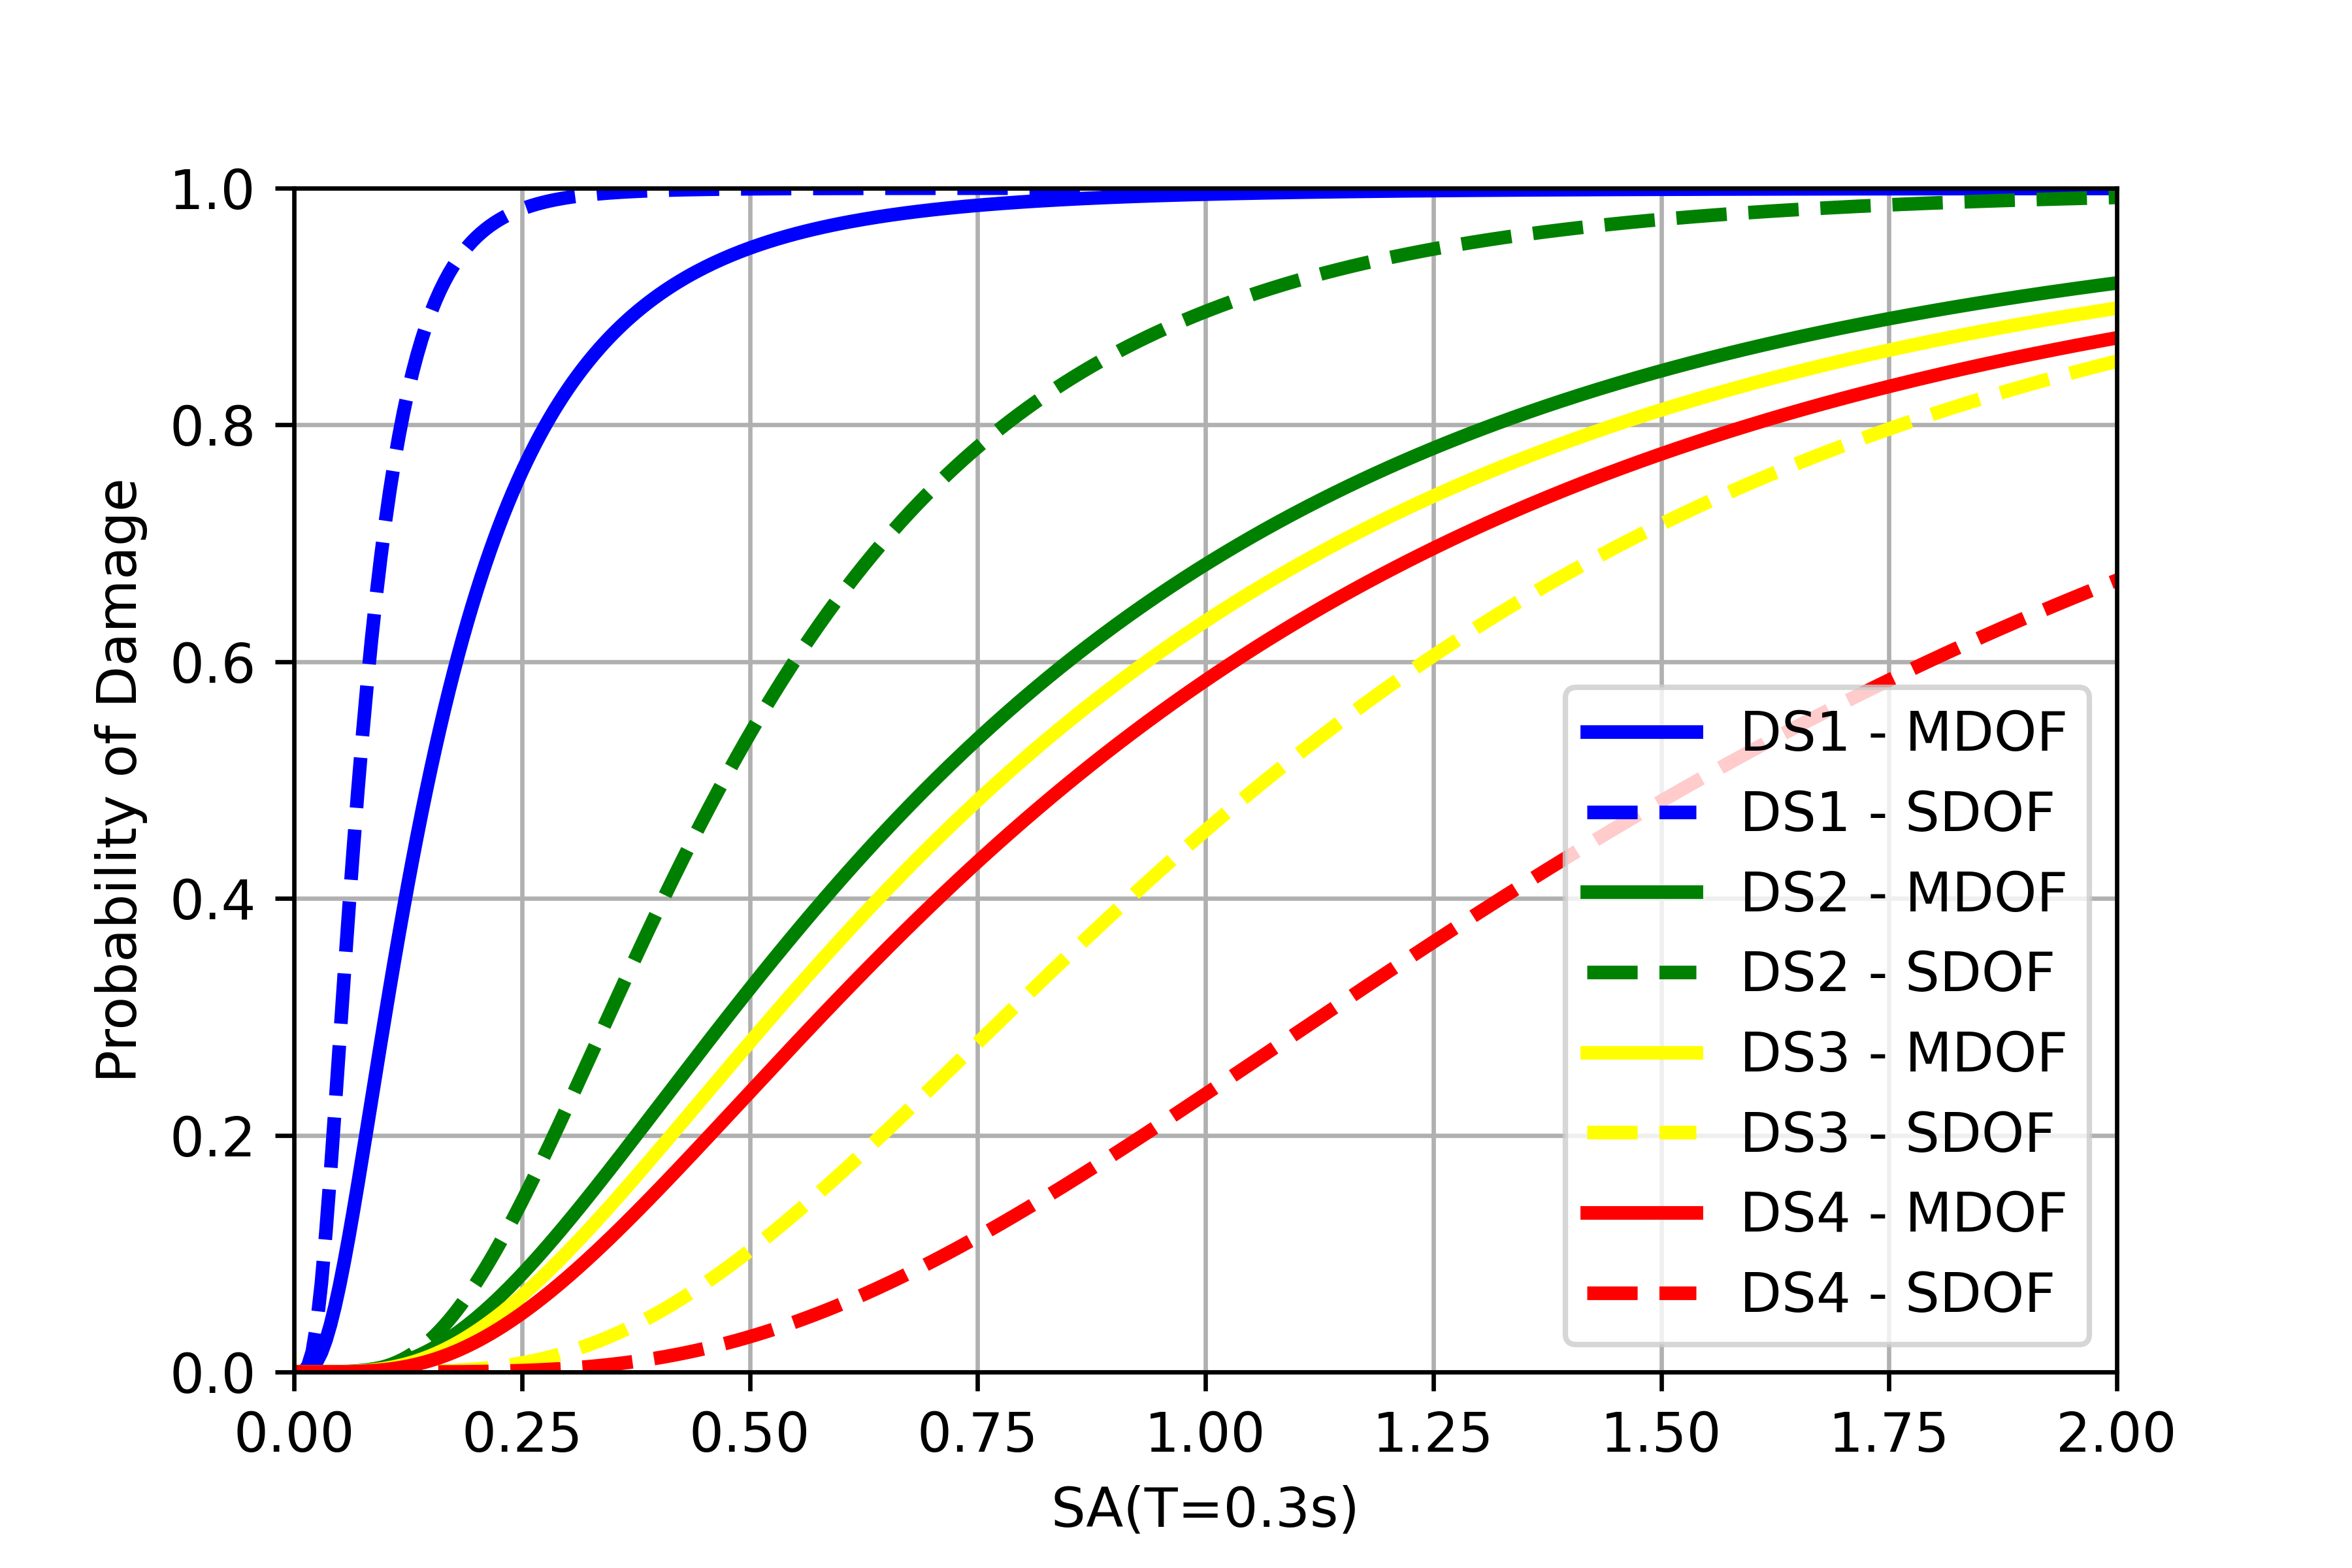 1.0
0.8
0.6
0.4
0.2
0.0
Probability of Damage
0.00 0.25 0.50 0.75 1.00 1.25 1.50 1.75 2.00
SA(T=0.3s)
DS1 - MDOF
DS1 - SDOF
DS2 - MDOF
DS2 - SDOF
DS3 - MDOF
DS3 - SDOF
DS4 - MDOF
DS4 - SDOF